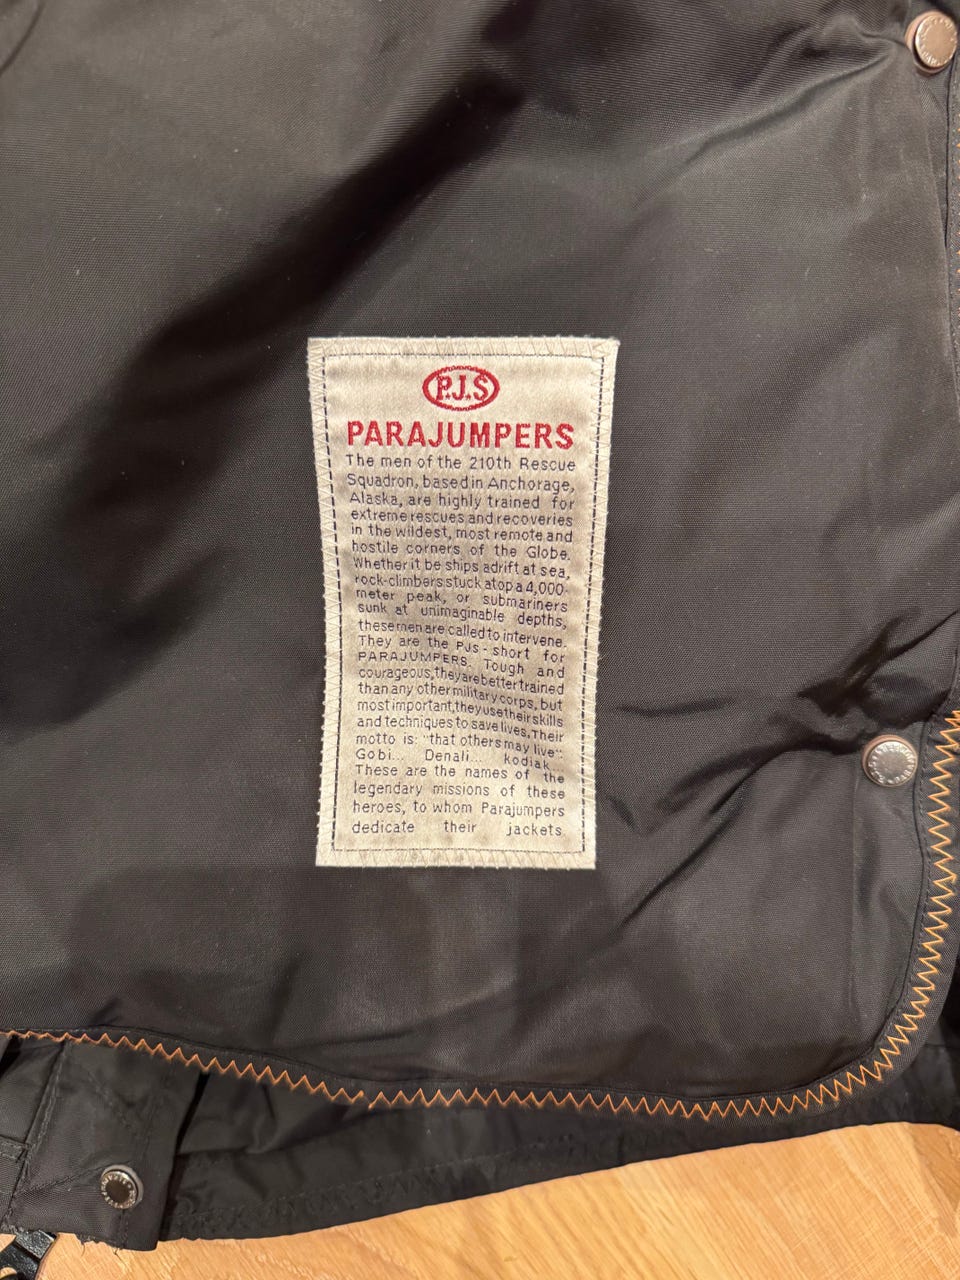 P.J.S
PARAJUMPERS
The men of the 210th Rescue
Squadron, based in Anchorage,
Alaska, are highly trained for
extreme rescues and recoveries
in the wildest, most remote and
hostile corners of the Globe.
Whether it be ships adrift at sea,
rock-climbers stuck atop a 4,000-
meter peak, or submariners
sunk at unimaginable depths,
these men are called to intervene.
They are the PJs - short for
PARAJUMPERS. Tough and
courageous, they are better trained
than any other military corps, but
most important, they use their skills
and techniques to save lives. Their
motto is: "that others may live".
Gobi... Denali... Kodiak...
These are the names of the
legendary missions of these
heroes, to whom Parajumpers
dedicate their jackets